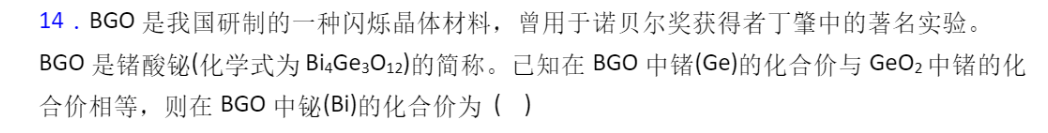 14．BGO 是我国研制的一种闪烁晶体材料，曾用于诺贝尔奖获得者丁肇中的著名实验。
BGO 是锗酸铋(化学式为 Bi₄Ge₃O₁₂)的简称。已知在 BGO 中锗(Ge)的化合价与 GeO₂ 中锗的化
合价相等，则在 BGO 中铋(Bi)的化合价为（ ）